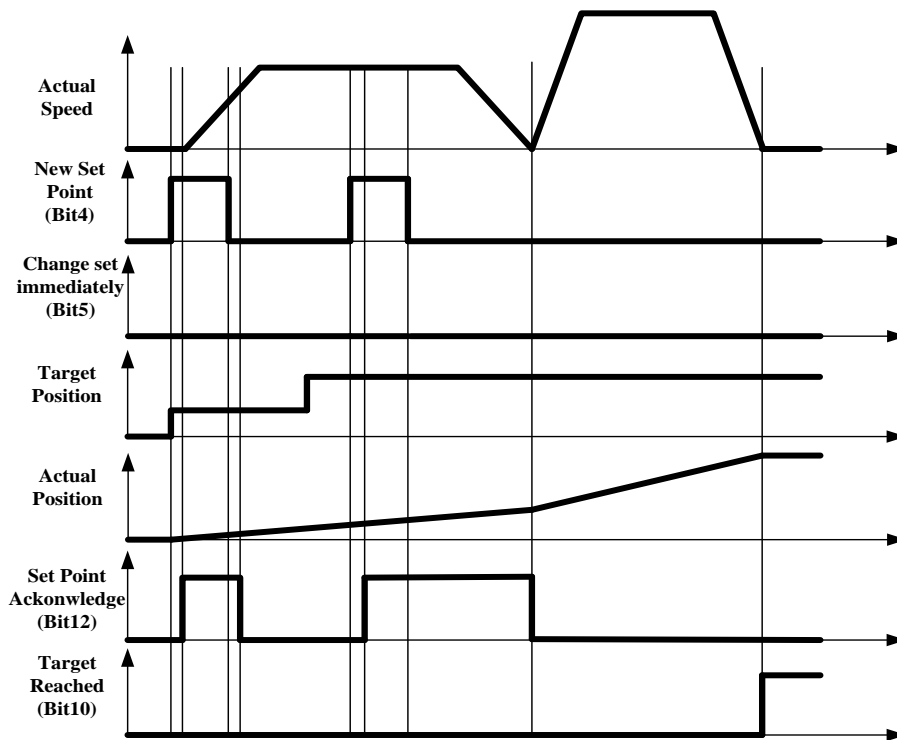 Actual
Speed
New Set
Point
(Bit4)
Change set
immediately
(Bit5)
Target
Position
Actual
Position
Set Point
Ackonwledge
(Bit12)
Target
Reached
(Bit10)